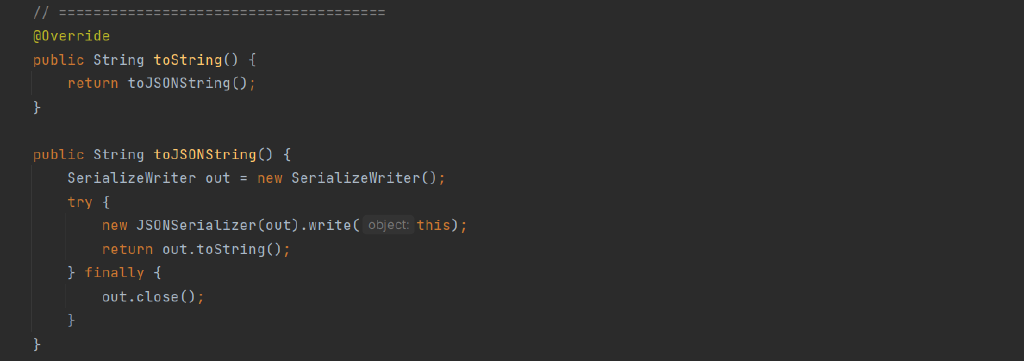 // ======================================
@Override
public String toString() {
return toJSONString();
}
public String toJSONString() {
SerializeWriter out = new SerializeWriter();
try {
new JSONSerializer(out).write( object: this);
return out.toString();
} finally {
out.close();
}
}